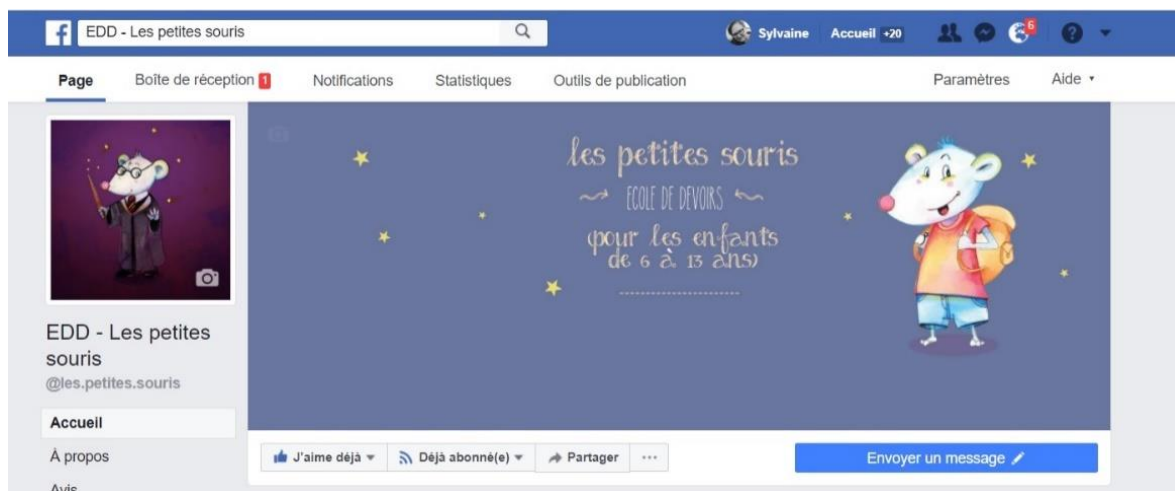 EDD - Les petites souris
Sylvaine
Accueil +20
6
Page
Boîte de réception 1
Notifications
Statistiques
Outils de publication
Paramètres
Aide
les petites souris
ECOLE DE DEVOIRS
(pour les enfants
de 6 à 13 ans)
EDD - Les petites
souris
@les.petites.souris
Accueil
À propos
Avis
J'aime déjà
Déjà abonné(e)
Partager
Envoyer un message